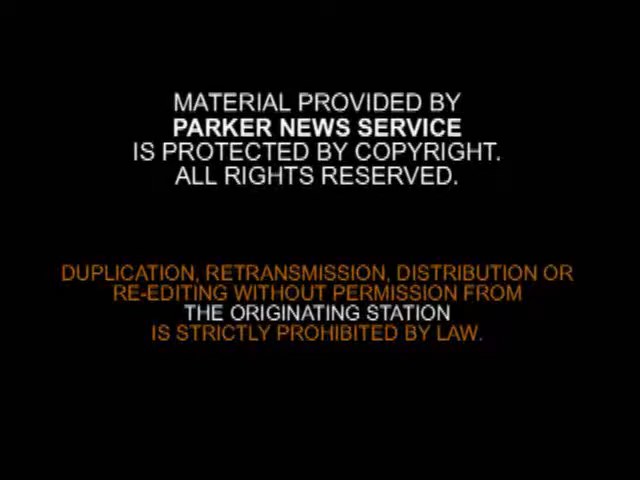 MATERIAL PROVIDED BY
PARKER NEWS SERVICE
IS PROTECTED BY COPYRIGHT.
ALL RIGHTS RESERVED.
DUPLICATION, RETRANSMISSION, DISTRIBUTION OR
RE-EDITING WITHOUT PERMISSION FROM
THE ORIGINATING STATION
IS STRICTLY PROHIBITED BY LAW.